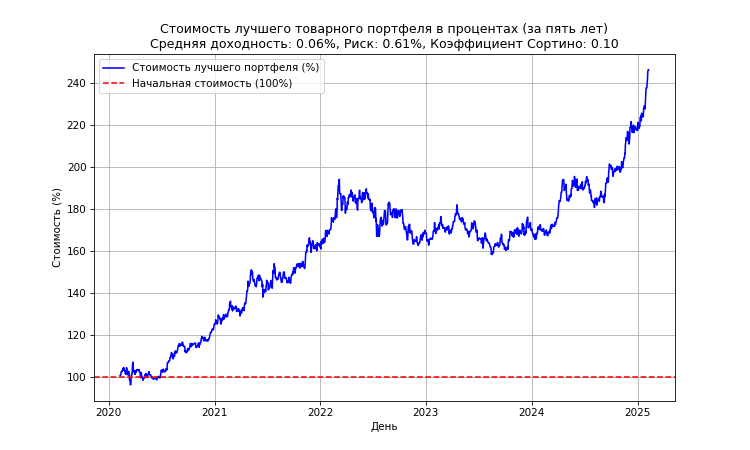 Стоимость лучшего товарного портфеля в процентах (за пять лет)
Средняя доходность: 0.06%, Риск: 0.61%, Коэффициент Сортино: 0.10
Стоимость лучшего портфеля (%)
Начальная стоимость (100%)
Стоимость (%)
240
220
200
180
160
140
120
100
2020 2021 2022 2023 2024 2025
День